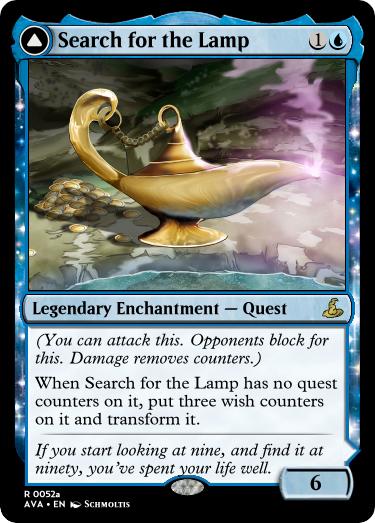 Search for the Lamp 1
Legendary Enchantment — Quest
(You can attack this. Opponents block for
this. Damage removes counters.)
When Search for the Lamp has no quest
counters on it, put three wish counters
on it and transform it.
If you start looking at nine, and find it at
ninety, you've spent your life well.
6
R 0052a
AVA • EN Schmoltis